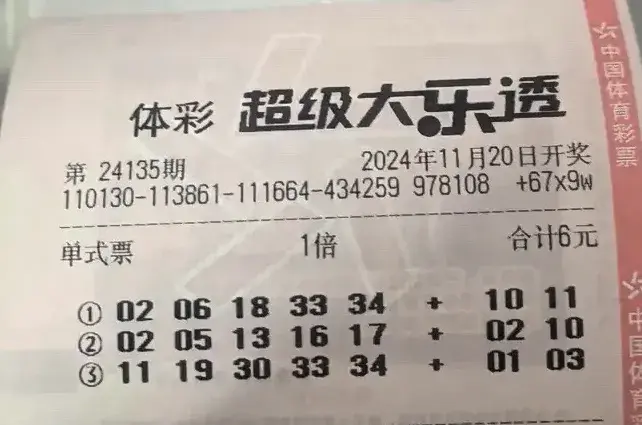 体彩 超级大乐透
第 24135期 2024年11月20日开奖
110130-113861-111664-434259 978108 +67x9w
单式票 1倍 合计6元
① 02 06 18 33 34 + 10 11
② 02 05 13 16 17 + 02 10
③ 11 19 30 33 34 + 01 03
中国体育彩票
中国体育彩